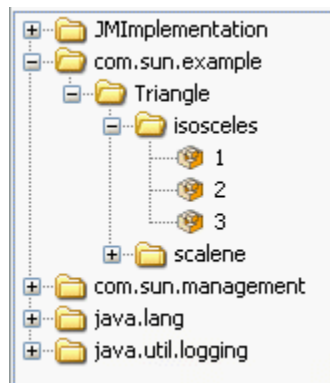 JMImplementation
com.sun.example
Triangle
isosceles
1
2
3
scalene
com.sun.management
java.lang
java.util.logging